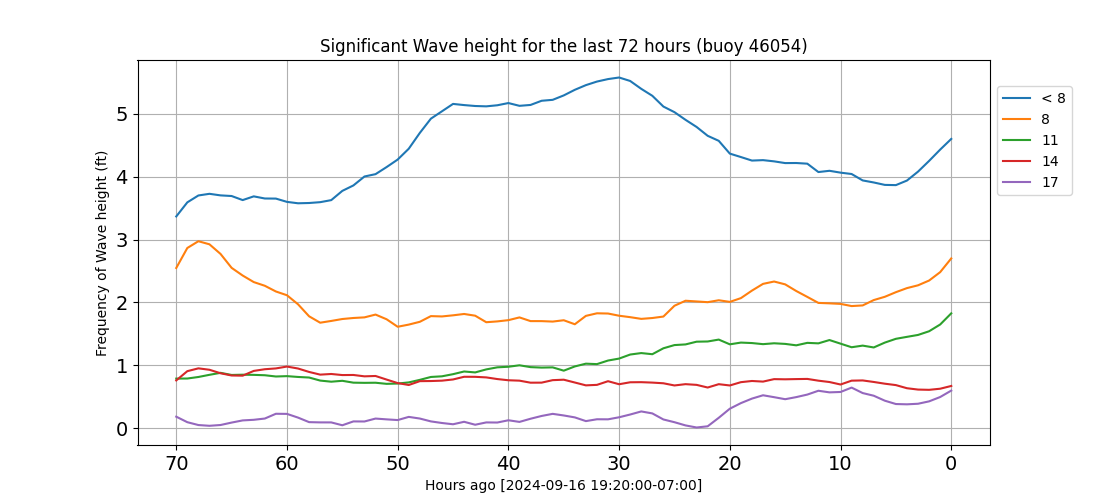 Significant Wave height for the last 72 hours (buoy 46054)
< 8
8
11
14
17
Frequency of Wave height (ft)
5
4
3
2
1
0
70 60 50 40 30 20 10 0
Hours ago [2024-09-16 19:20:00-07:00]